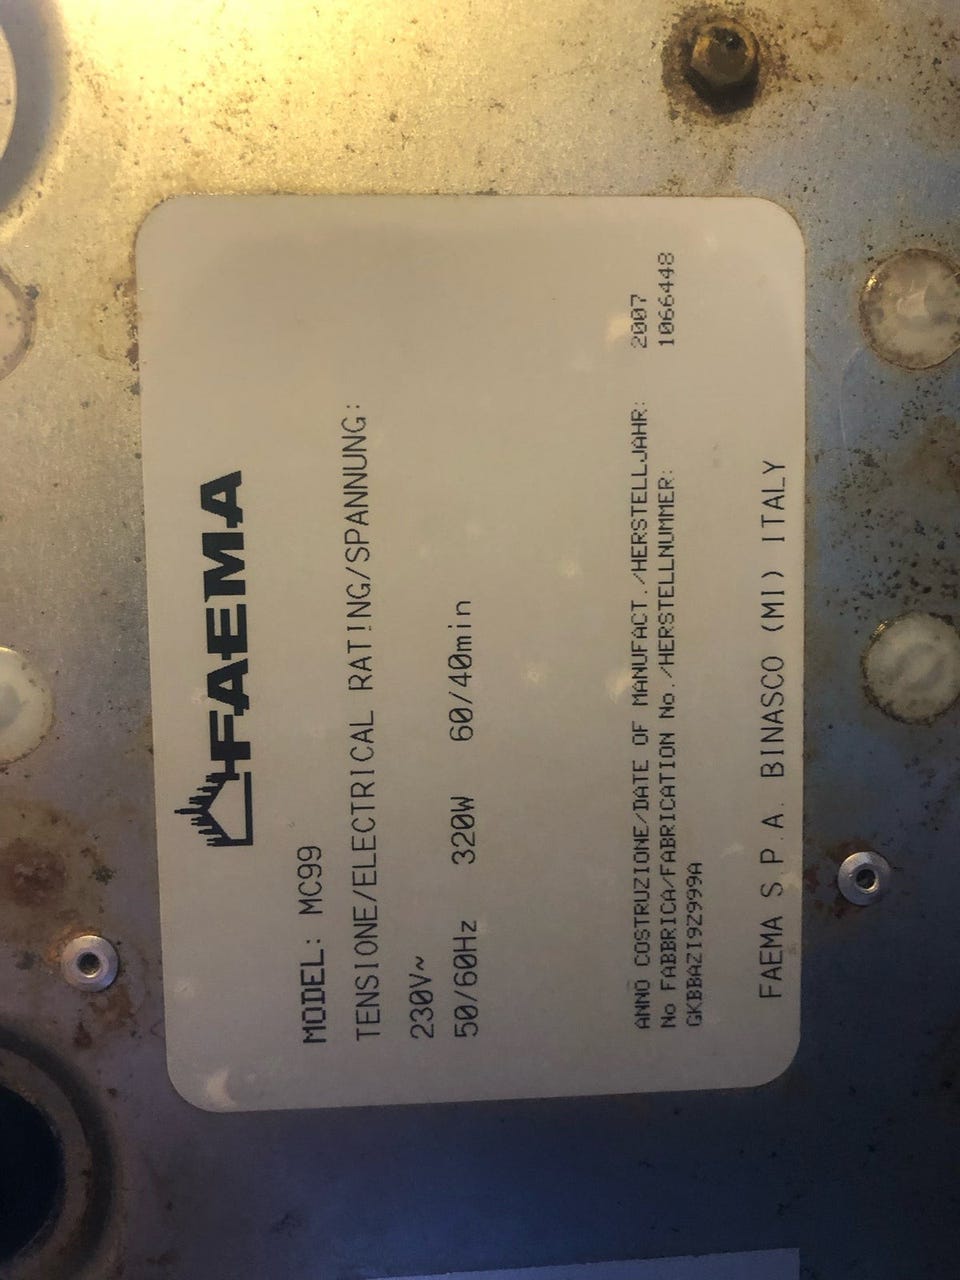 FAEMA
MODEL: MC99
TENSIONE/ELECTRICAL RATING/SPANNUNG:
230V~
50/60Hz 320W 60/40min
ANNO COSTRUZIONE/DATE OF MANUFACT./HERSTELLJAHR: 2007
No FABBRICA/FABRICATION No./HERSTELLNUMMER: 1066448
GKBBAZ19Z999A
FAEMA S.P.A. BINASCO (MI) ITALY